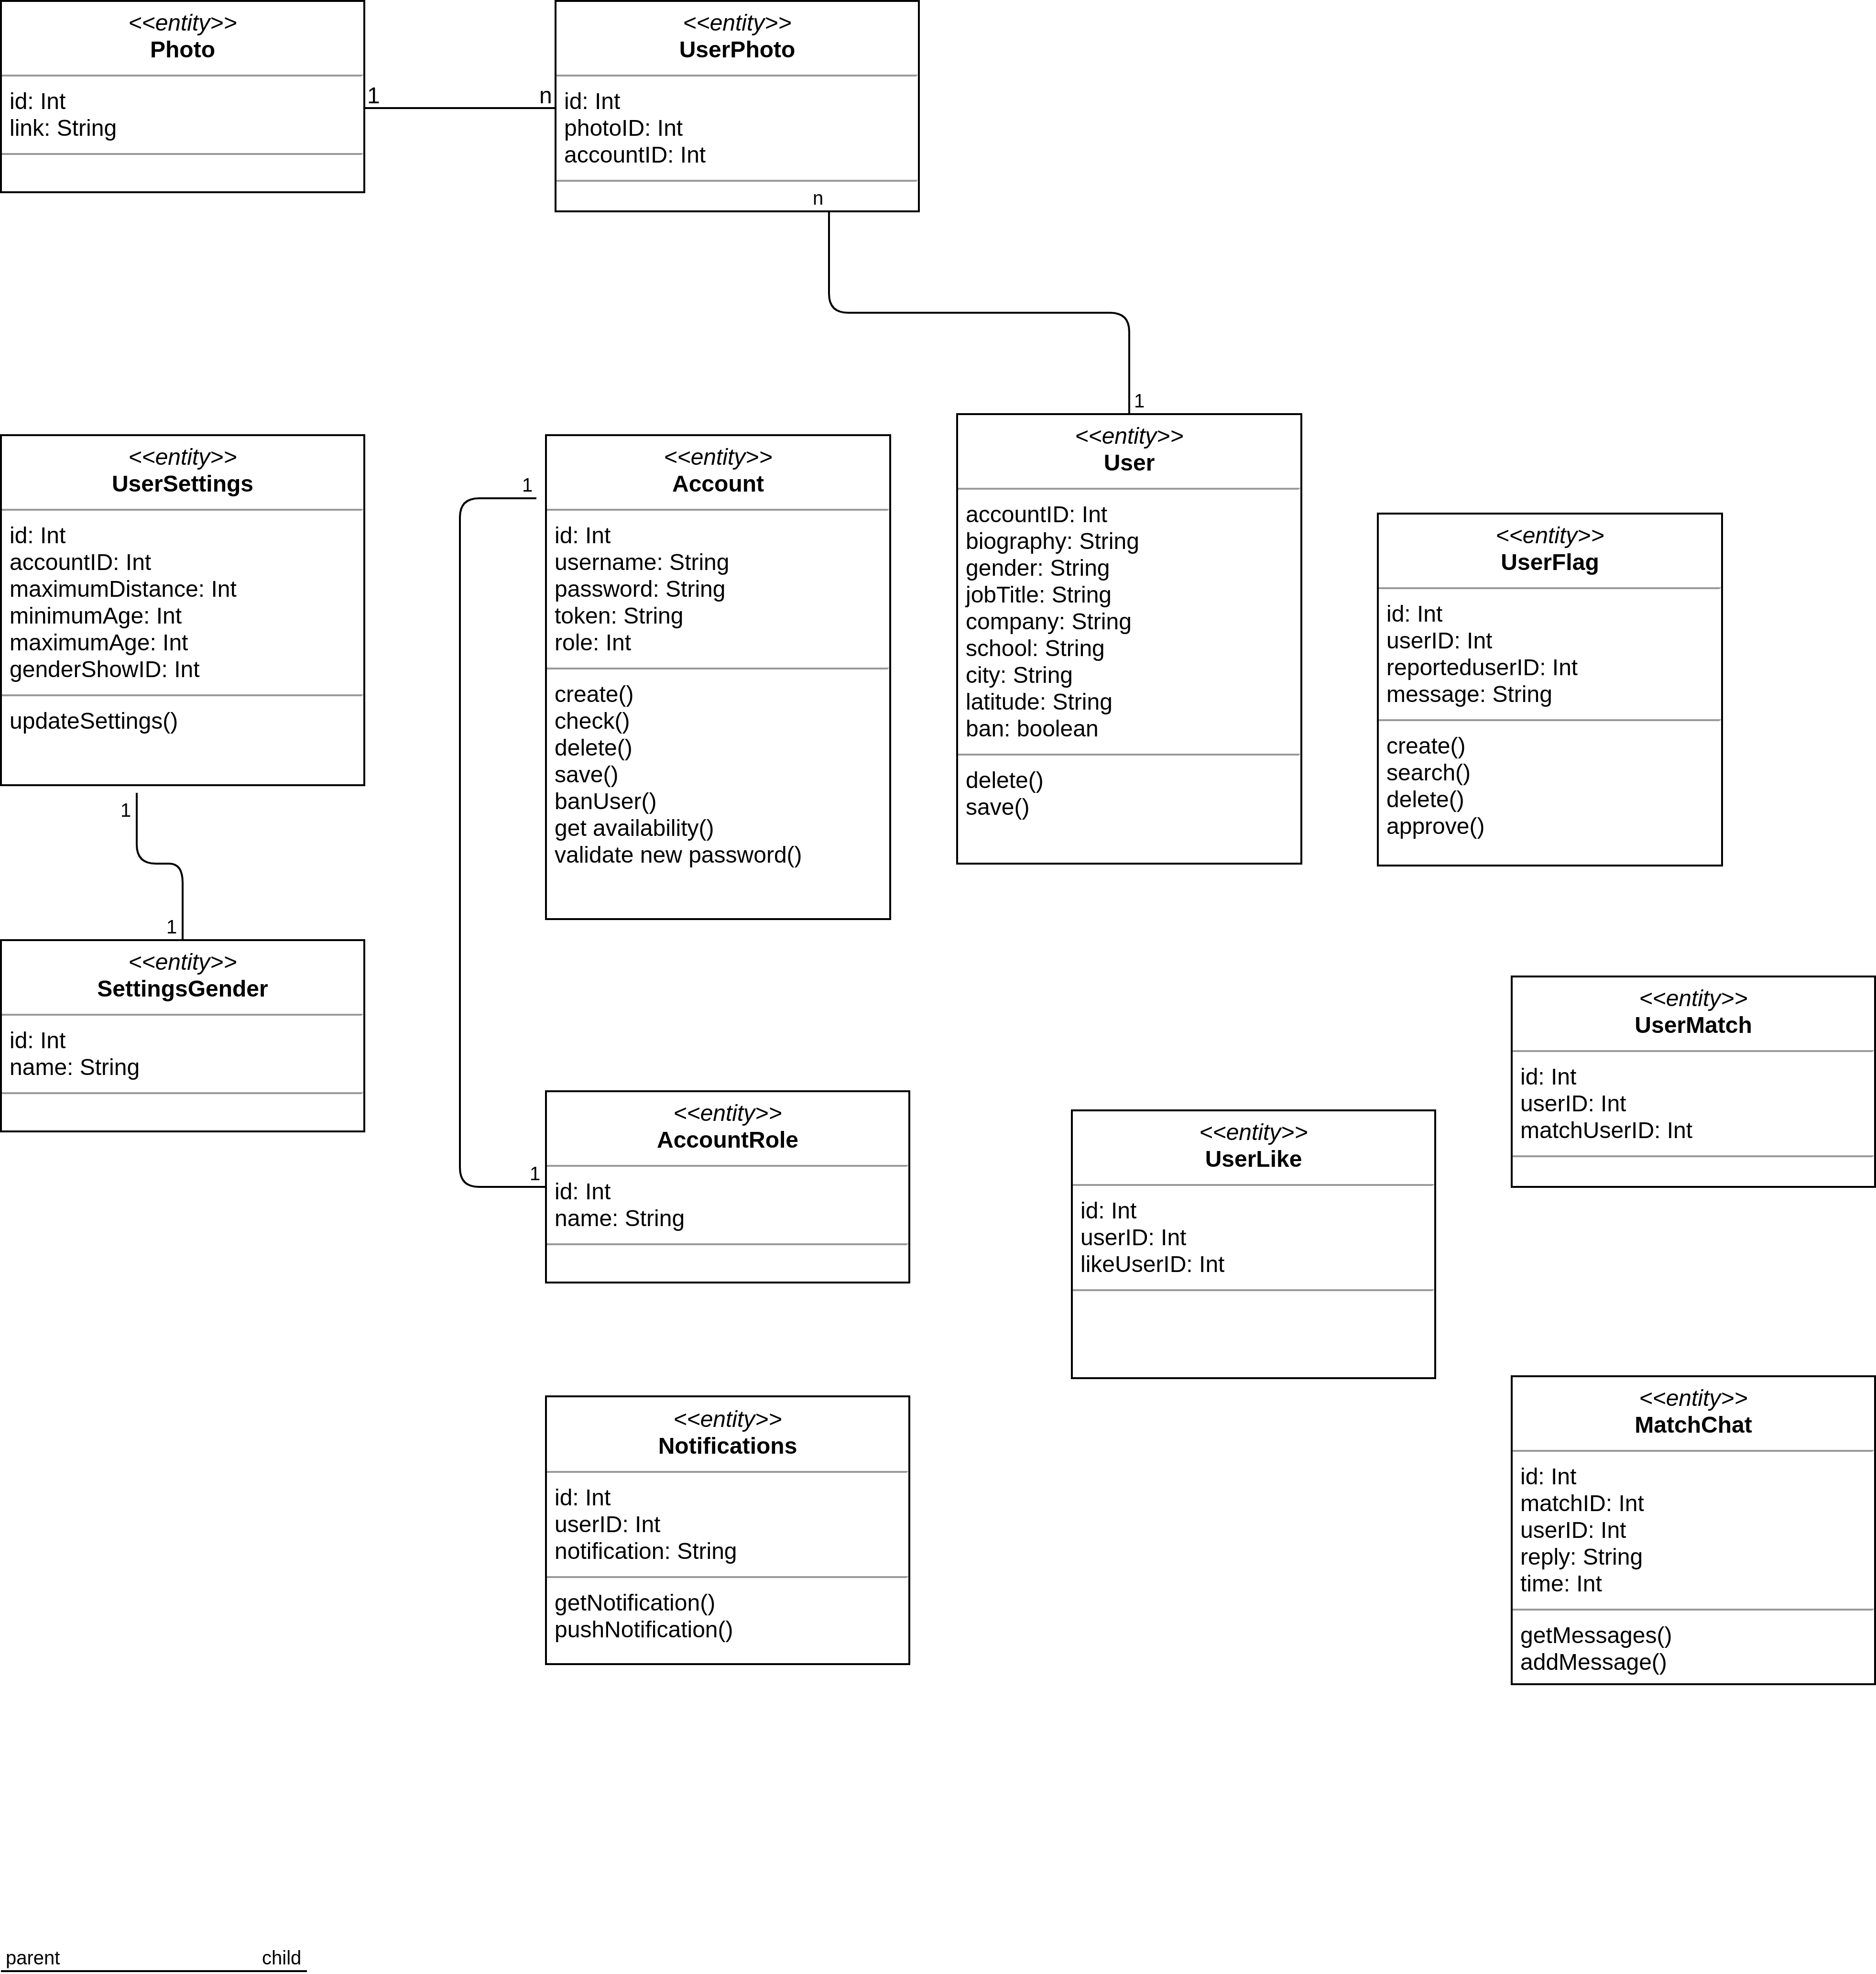 <<entity>>
Photo
id: Int
link: String
1
n
<<entity>>
UserPhoto
id: Int
photoID: Int
accountID: Int
n
1
<<entity>>
UserSettings
id: Int
accountID: Int
maximumDistance: Int
minimumAge: Int
maximumAge: Int
genderShowID: Int
updateSettings()
1
1
<<entity>>
SettingsGender
id: Int
name: String
1
<<entity>>
Account
id: Int
username: String
password: String
token: String
role: Int
create()
check()
delete()
save()
banUser()
get availability()
validate new password()
<<entity>>
User
accountID: Int
biography: String
gender: String
jobTitle: String
company: String
school: String
city: String
latitude: String
ban: boolean
delete()
save()
<<entity>>
UserFlag
id: Int
userID: Int
reporteduserID: Int
message: String
create()
search()
delete()
approve()
1
<<entity>>
AccountRole
id: Int
name: String
<<entity>>
UserLike
id: Int
userID: Int
likeUserID: Int
<<entity>>
UserMatch
id: Int
userID: Int
matchUserID: Int
<<entity>>
Notifications
id: Int
userID: Int
notification: String
getNotification()
pushNotification()
<<entity>>
MatchChat
id: Int
matchID: Int
userID: Int
reply: String
time: Int
getMessages()
addMessage()
parent
child